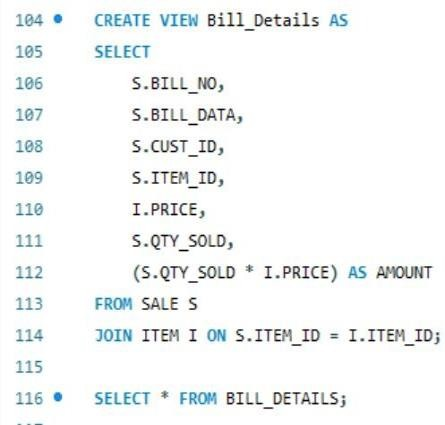 104 CREATE VIEW Bill_Details AS
105 SELECT
106 S.BILL_NO,
107 S.BILL_DATA,
108 S.CUST_ID,
109 S.ITEM_ID,
110 I.PRICE,
111 S.QTY_SOLD,
112 (S.QTY_SOLD * I.PRICE) AS AMOUNT
113 FROM SALE S
114 JOIN ITEM I ON S.ITEM_ID = I.ITEM_ID;
115
116 SELECT * FROM BILL_DETAILS;